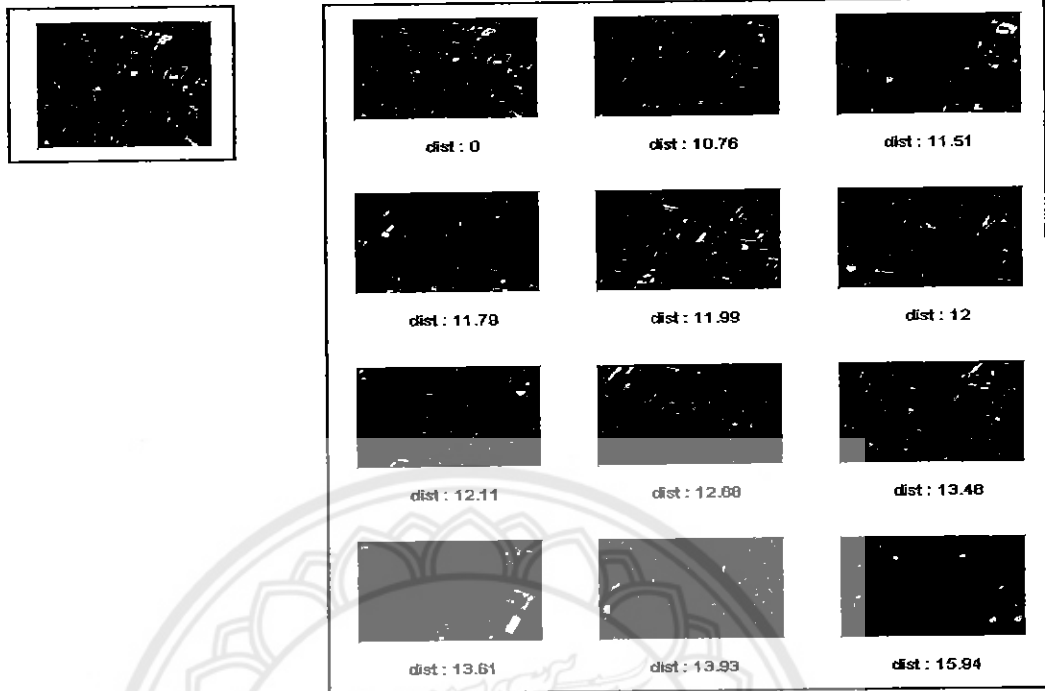 dist : 0
dist : 10.76
dist : 11.51
dist : 11.78
dist : 11.99
dist : 12
dist : 12.11
dist : 12.68
dist : 13.48
dist : 13.61
dist : 13.93
dist : 15.94